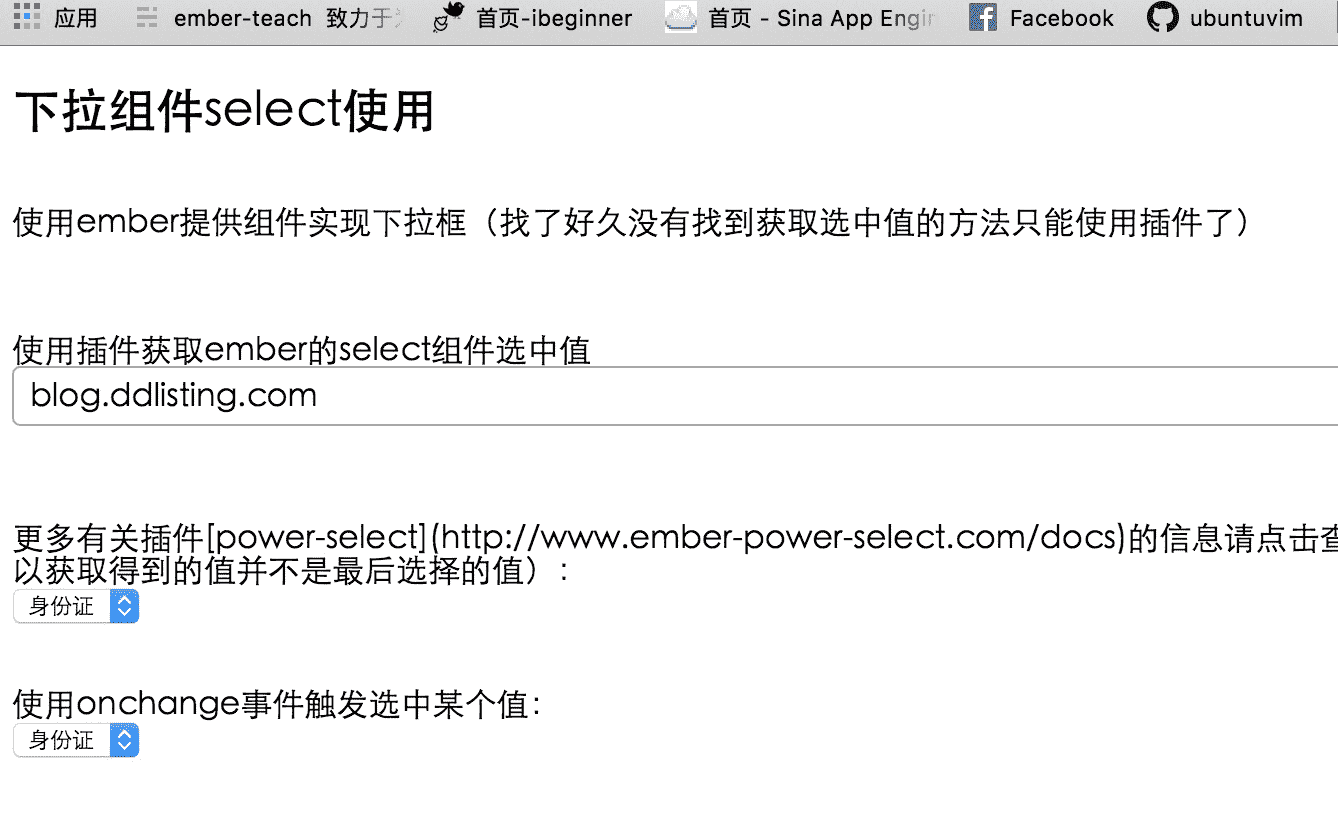 应用 ember-teach 致力于 首页-ibeginner 首页 - Sina App Engin Facebook ubuntuvim
下拉组件select使用
使用ember提供组件实现下拉框（找了好久没有找到获取选中值的方法只能使用插件了）
使用插件获取ember的select组件选中值
blog.ddlisting.com
更多有关插件[power-select](http://www.ember-power-select.com/docs)的信息请点击查
以获取得到的值并不是最后选择的值）：
身份证
使用onchange事件触发选中某个值：
身份证